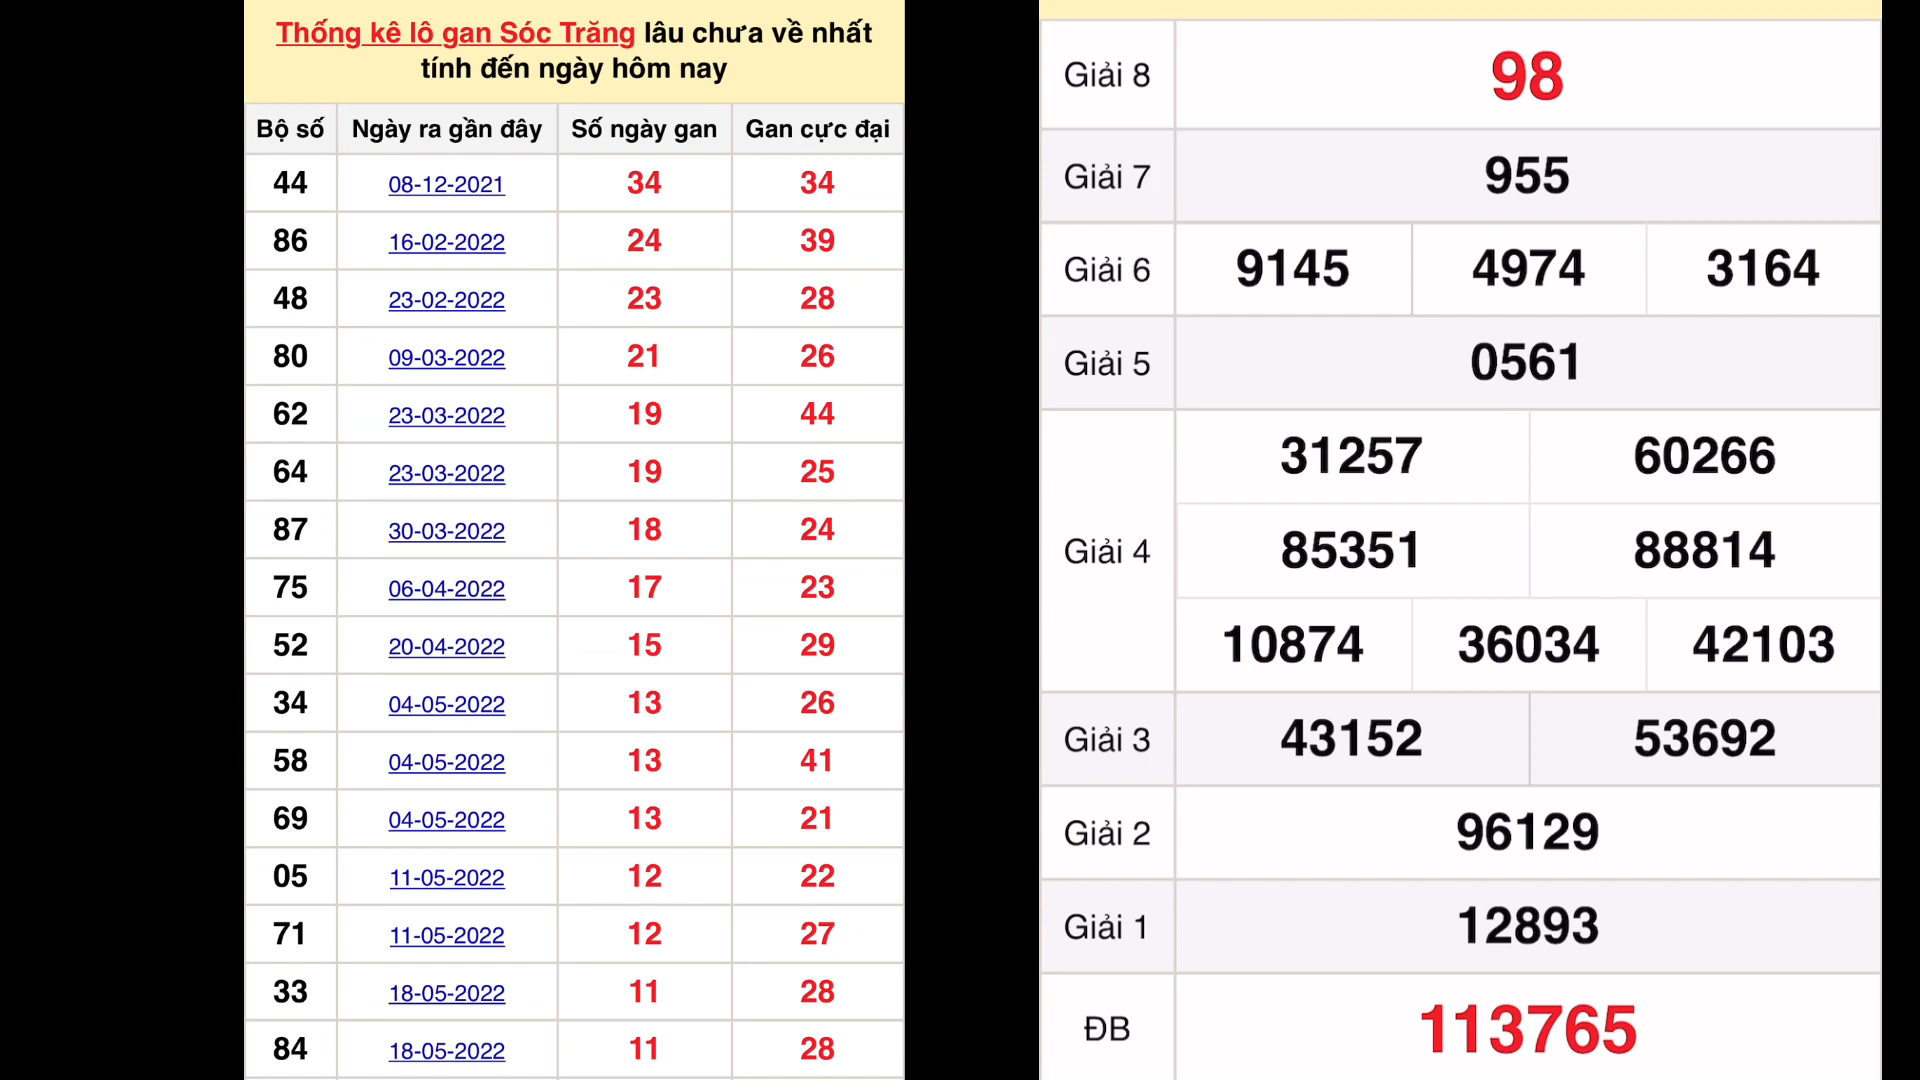 Thống kê lô gan Sóc Trăng lâu chưa về nhất
tính đến ngày hôm nay
Bộ số Ngày ra gần đây Số ngày gan Gan cực đại
44 08-12-2021 34 34
86 16-02-2022 24 39
48 23-02-2022 23 28
80 09-03-2022 21 26
62 23-03-2022 19 44
64 23-03-2022 19 25
87 30-03-2022 18 24
75 06-04-2022 17 23
52 20-04-2022 15 29
34 04-05-2022 13 26
58 04-05-2022 13 41
69 04-05-2022 13 21
05 11-05-2022 12 22
71 11-05-2022 12 27
33 18-05-2022 11 28
84 18-05-2022 11 28
Giải 8 98
Giải 7 955
Giải 6 9145 4974 3164
Giải 5 0561
31257 60266
Giải 4 85351 88814
10874 36034 42103
Giải 3 43152 53692
Giải 2 96129
Giải 1 12893
ĐB 113765